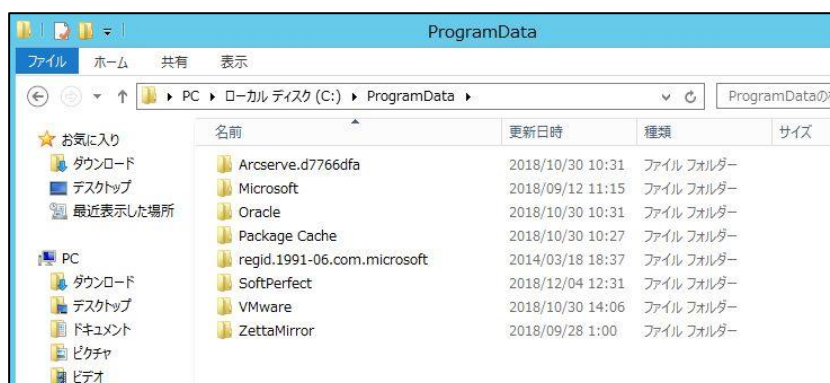 ProgramData
ファイル ホーム 共有 表示
PC ローカル ディスク (C:) ProgramData ProgramDataの
名前 更新日時 種類 サイズ
お気に入り
ダウンロード
デスクトップ
最近表示した場所
PC
ダウンロード
デスクトップ
ドキュメント
ピクチャ
ビデオ
Arcserve.d7766dfa 2018/10/30 10:31 ファイル フォルダー
Microsoft 2018/09/12 11:15 ファイル フォルダー
Oracle 2018/10/30 10:31 ファイル フォルダー
Package Cache 2018/10/30 10:27 ファイル フォルダー
regid.1991-06.com.microsoft 2014/03/18 18:37 ファイル フォルダー
SoftPerfect 2018/12/04 12:31 ファイル フォルダー
VMware 2018/10/30 14:06 ファイル フォルダー
ZettaMirror 2018/09/28 1:00 ファイル フォルダー